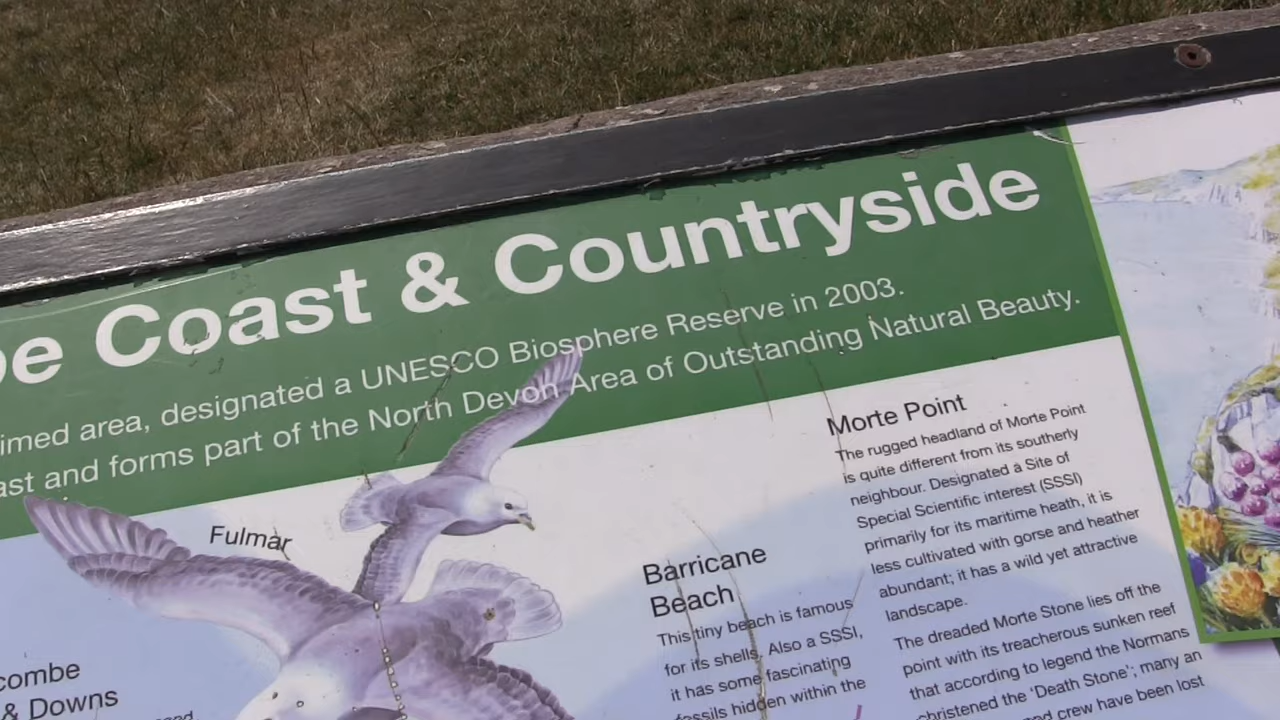 Coast & Countryside
area, designated a UNESCO Biosphere Reserve in 2003.
and forms part of the North Devon Area of Outstanding Natural Beauty.
Fulmar
& Downs
Barricane
Beach
This tiny beach is famous
for its shells. Also a SSSI,
it has some fascinating
fossils hidden within the
Morte Point
The rugged headland of Morte Point
is quite different from its southerly
neighbour. Designated a Site of
Special Scientific interest (SSSI)
primarily for its maritime heath, it is
less cultivated with gorse and heather
abundant; it has a wild yet attractive
landscape.
The dreaded Morte Stone lies off the
point with its treacherous sunken reef
that according to legend the Normans
christened the 'Death Stone'; many an
and crew have been lost